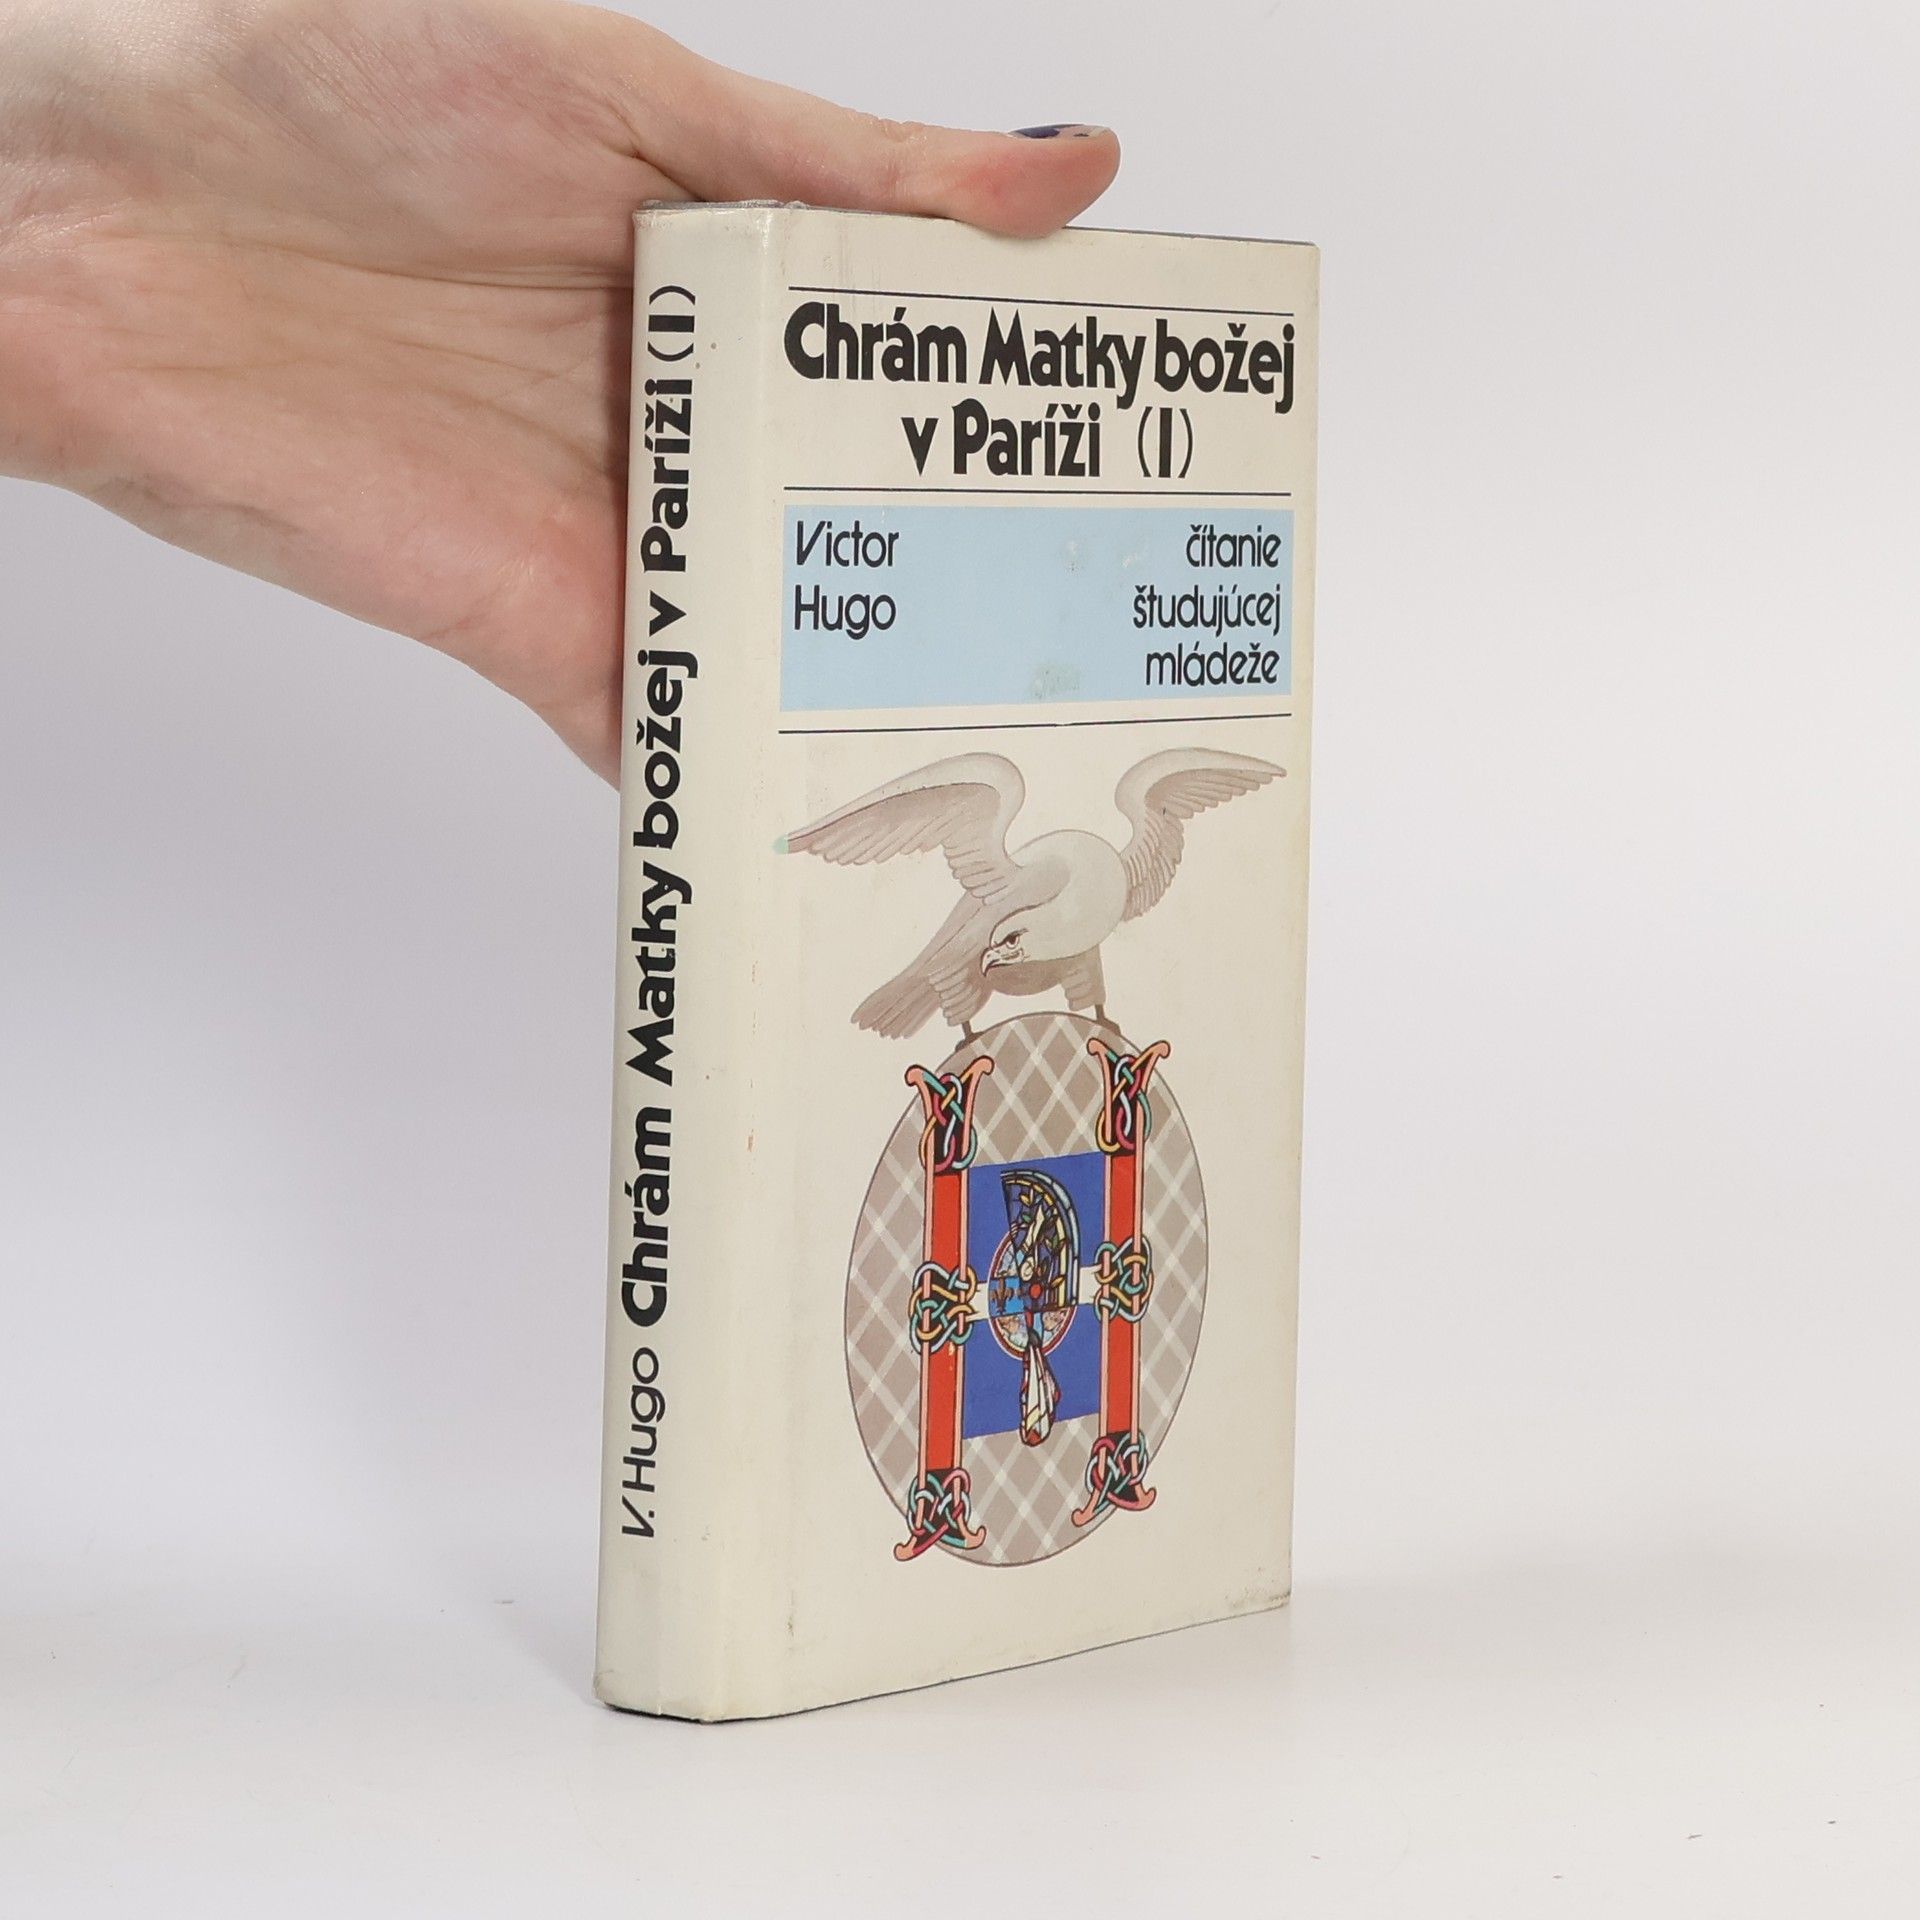 V. Hugo Chrám Matky božej v Paríži (I)
Chrám Matky božej
v Paríži (I)
Victor
Hugo
čítanie
študujúcej
mládeže